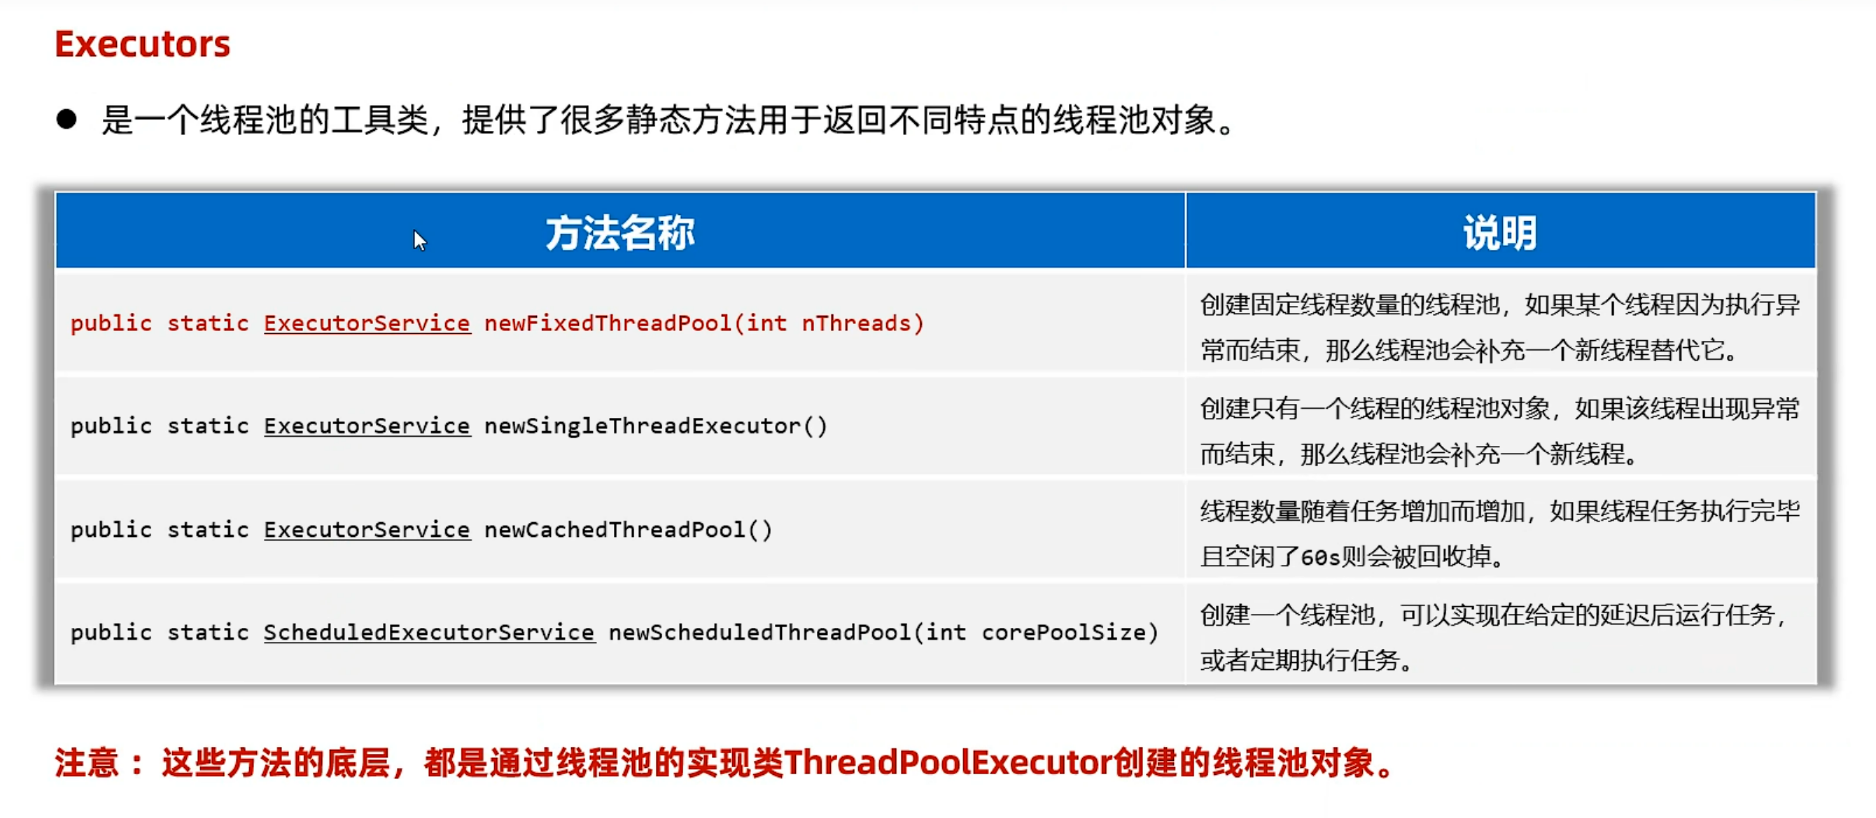 Executors
● 是一个线程池的工具类，提供了很多静态方法用于返回不同特点的线程池对象。
方法名称 说明
public static ExecutorService newFixedThreadPool(int nThreads)
创建固定线程数量的线程池，如果某个线程因为执行异
常而结束，那么线程池会补充一个新线程替代它。
public static ExecutorService newSingleThreadExecutor()
创建只有一个线程的线程池对象，如果该线程出现异常
而结束，那么线程池会补充一个新线程。
public static ExecutorService newCachedThreadPool()
线程数量随着任务增加而增加，如果线程任务执行完毕
且空闲了60s则会被回收掉。
public static ScheduledExecutorService newScheduledThreadPool(int corePoolSize)
创建一个线程池，可以实现在给定的延迟后运行任务，
或者定期执行任务。
注意 ：这些方法的底层，都是通过线程池的实现类ThreadPoolExecutor创建的线程池对象。